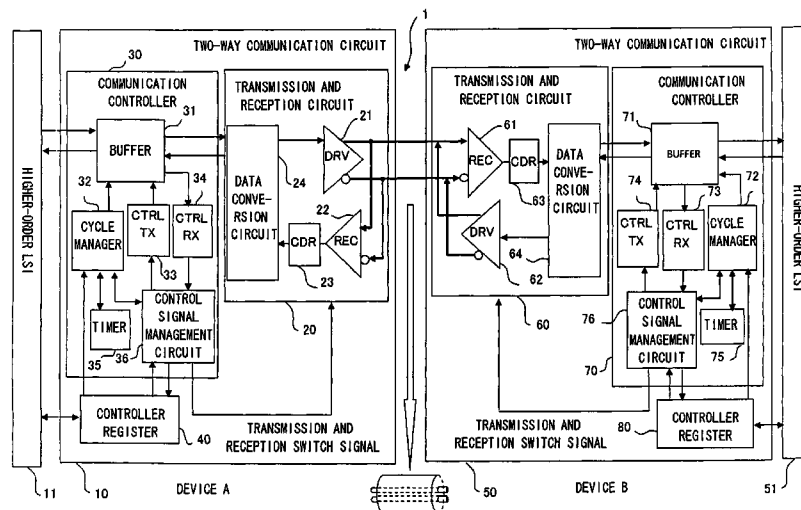 1
TWO-WAY COMMUNICATION CIRCUIT
30
COMMUNICATION
CONTROLLER
31
BUFFER
32
34
CYCLE
MANAGER
CTRL
TX
CTRL
RX
33
TIMER
35
36
CONTROL
SIGNAL
MANAGEMENT
CIRCUIT
CONTROLLER
REGISTER
40
HIGHER-ORDER LSI
11
10
DEVICE A
TRANSMISSION AND
RECEPTION CIRCUIT
21
DRV
24
DATA
CONVERSION
CIRCUIT
22
CDR
REC
23
20
TRANSMISSION AND
RECEPTION SWITCH SIGNAL
TWO-WAY COMMUNICATION CIRCUIT
TRANSMISSION AND
RECEPTION CIRCUIT
61
REC
CDR
63
DATA
CONVE-
RSION
CIRCUIT
DRV
64
62
60
COMMUNICATION
CONTROLLER
71
BUFFER
74
73
72
CTRL
TX
CTRL
RX
CYCLE
MANAGER
76
CONTROL
SIGNAL
MANAGEMENT
CIRCUIT
TIMER
75
70
80
CONTROLLER
REGISTER
TRANSMISSION AND
RECEPTION SWITCH SIGNAL
50
DEVICE B
HIGHER-ORDER LSI
51